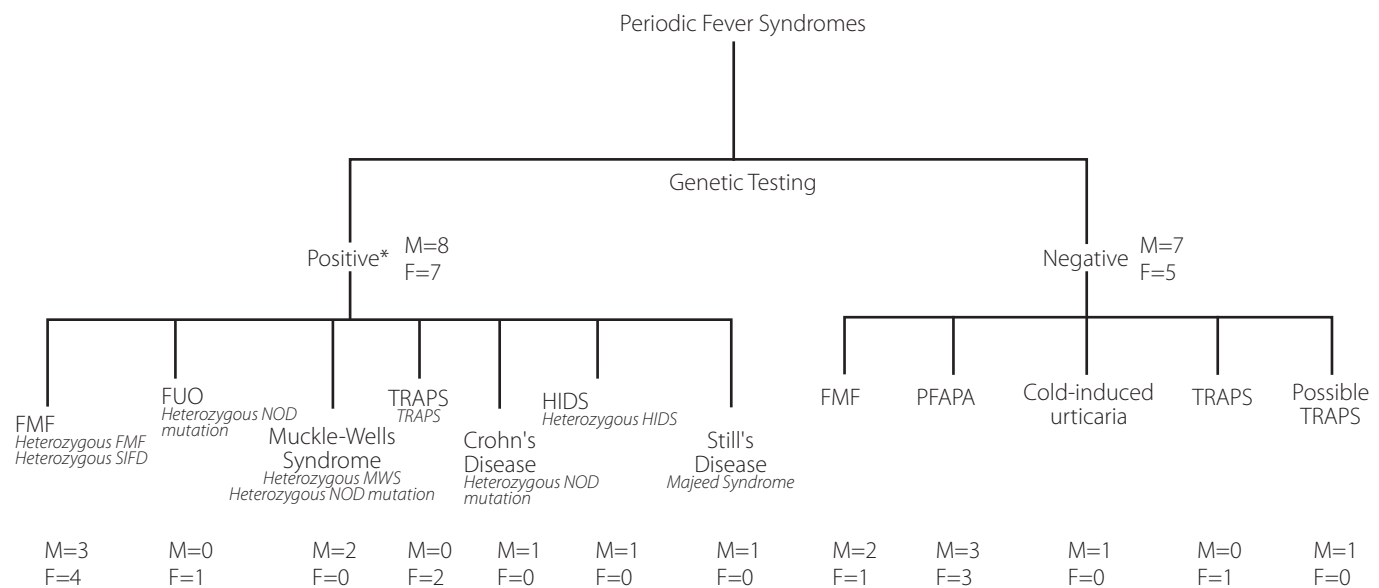 Periodic Fever Syndromes
Genetic Testing
Positive*
M=8
F=7
Negative
M=7
F=5
FMF
Heterozygous FMF
Heterozygous SIFD
FUO
Heterozygous NOD
mutation
Muckle-Wells
Syndrome
Heterozygous MWS
Heterozygous NOD mutation
TRAPS
TRAPS
Crohn's
Disease
Heterozygous NOD
mutation
HIDS
Heterozygous HIDS
Still's
Disease
Majeed Syndrome
FMF
PFAPA
Cold-induced
urticaria
TRAPS
Possible
TRAPS
M=3 M=0 M=2 M=0 M=1 M=1 M=1 M=2 M=3 M=1 M=0 M=1
F=4 F=1 F=0 F=2 F=0 F=0 F=0 F=1 F=3 F=0 F=1 F=0